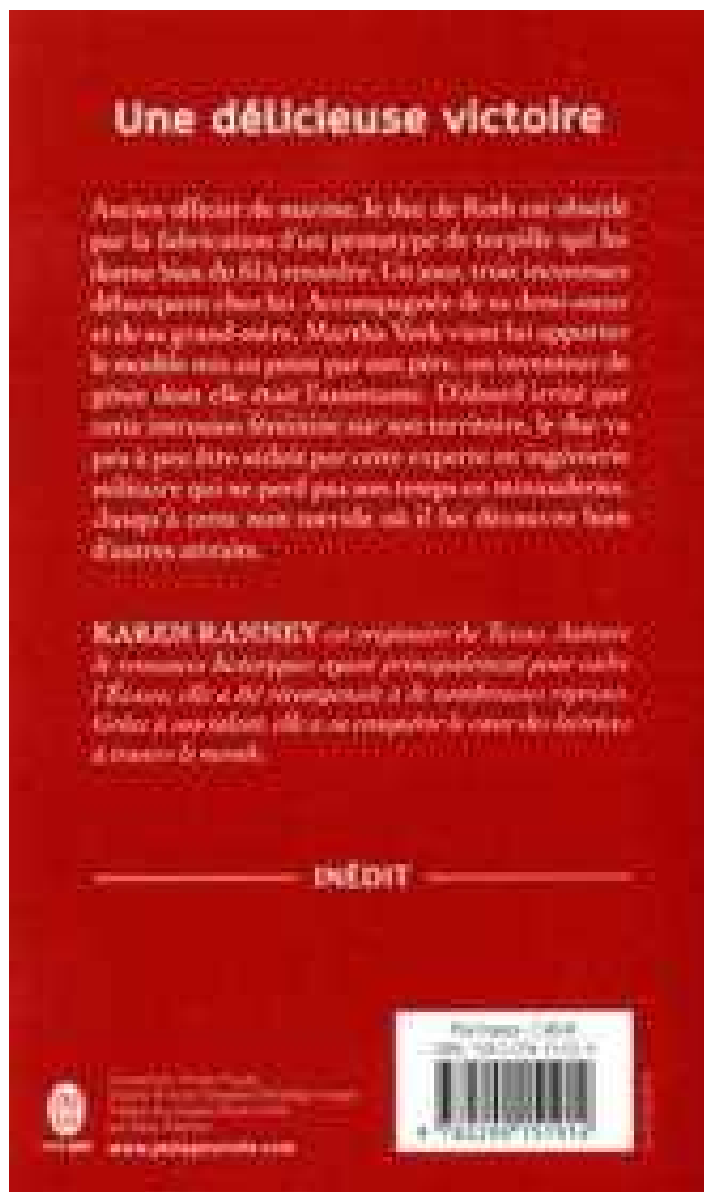 Une délicieuse victoire
Ancien officier de marine, le duc de Roth est obsédé
par la fabrication d'un prototype de torpille qui lui
donne bien du fil à retordre. Un jour, trois inconnues
débarquent chez lui. Accompagnée de sa demi-sœur
et de sa grand-mère, Martha York vient lui apporter
le modèle mis au point par son père, un inventeur de
génie dont elle était l'assistante. D'abord irrité par
cette intrusion féminine sur son territoire, le duc va
peu à peu être séduit par cette experte en ingénierie
militaire qui ne perd pas son temps en minauderies.
Jusqu'à cette nuit torride où il lui découvre bien
d'autres attraits.
KAREN RANNEY est originaire du Texas. Auteure
de romances historiques ayant principalement pour cadre
l'Écosse, elle a été récompensée à de nombreuses reprises.
Grâce à son talent, elle a su conquérir le cœur des lectrices
à travers le monde.
INÉDIT